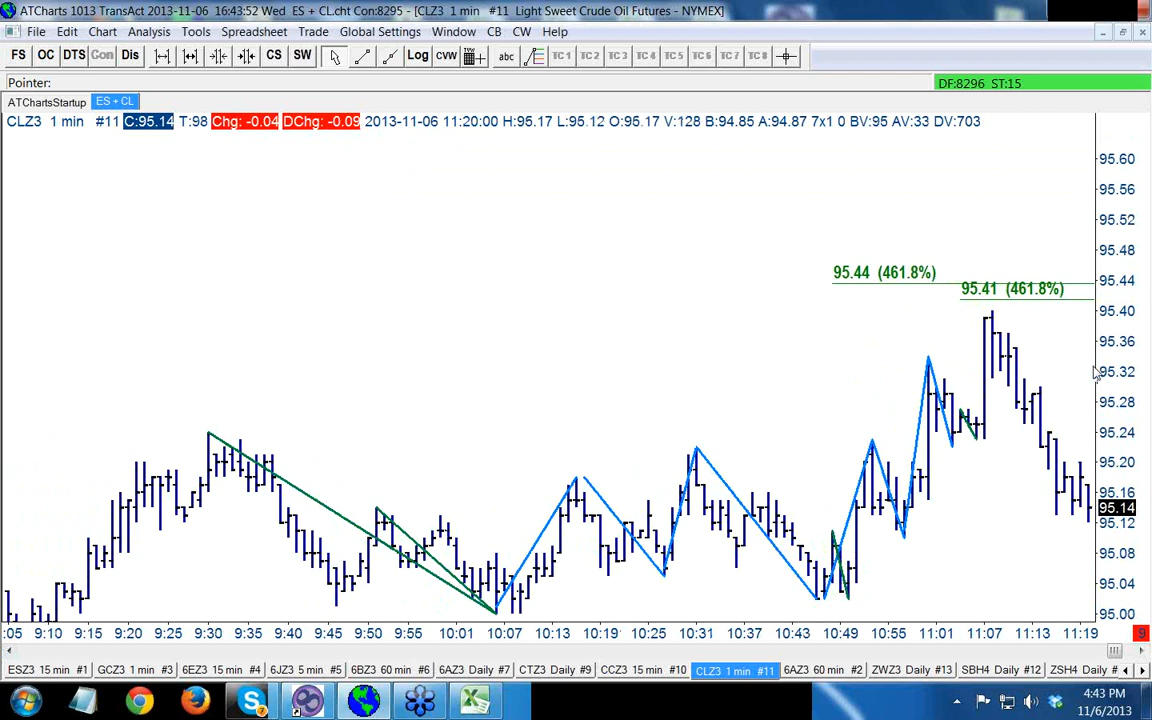 ATCharts 1013 TransAct 2013-11-06 16:43:52 Wed ES + CL.cht Con:8295 - [CLZ3 1 min #11 Light Sweet Crude Oil Futures - NYMEX]
File Edit Chart Analysis Tools Spreadsheet Trade Global Settings Window CB CW Help
FS OC DTS Con Dis CS SW Log CVW abc TC1 TC2 TC3 TC4 TC5 TC6 TC7 TC8
Pointer: DF:8296 ST:15
ATChartsStartup ES + CL
CLZ3 1 min #11 C:95.14 T:98 Chg: -0.04 DChg: -0.09 2013-11-06 11:20:00 H:95.17 L:95.12 O:95.17 V:128 B:94.85 A:94.87 7x1 0 BV:95 AV:33 DV:703
95.60
95.56
95.52
95.48
95.44 (461.8%)
95.44
95.41 (461.8%)
95.40
95.36
95.32
95.28
95.24
95.20
95.16
95.14
95.12
95.08
95.04
95.00
:05 9:10 9:15 9:20 9:25 9:30 9:35 9:40 9:45 9:50 9:56 10:01 10:07 10:13 10:19 10:25 10:31 10:37 10:43 10:49 10:55 11:01 11:07 11:13 11:19 9
ESZ3 15 min #1 GCZ3 1 min #3 6EZ3 15 min #4 6JZ3 5 min #5 6BZ3 60 min #6 6AZ3 Daily #7 CTZ3 Daily #9 CCZ3 15 min #10 CLZ3 1 min #11 6AZ3 60 min #2 ZWZ3 Daily #13 SBH4 Daily #12 ZSH4 Daily #
4:43 PM
11/6/2013